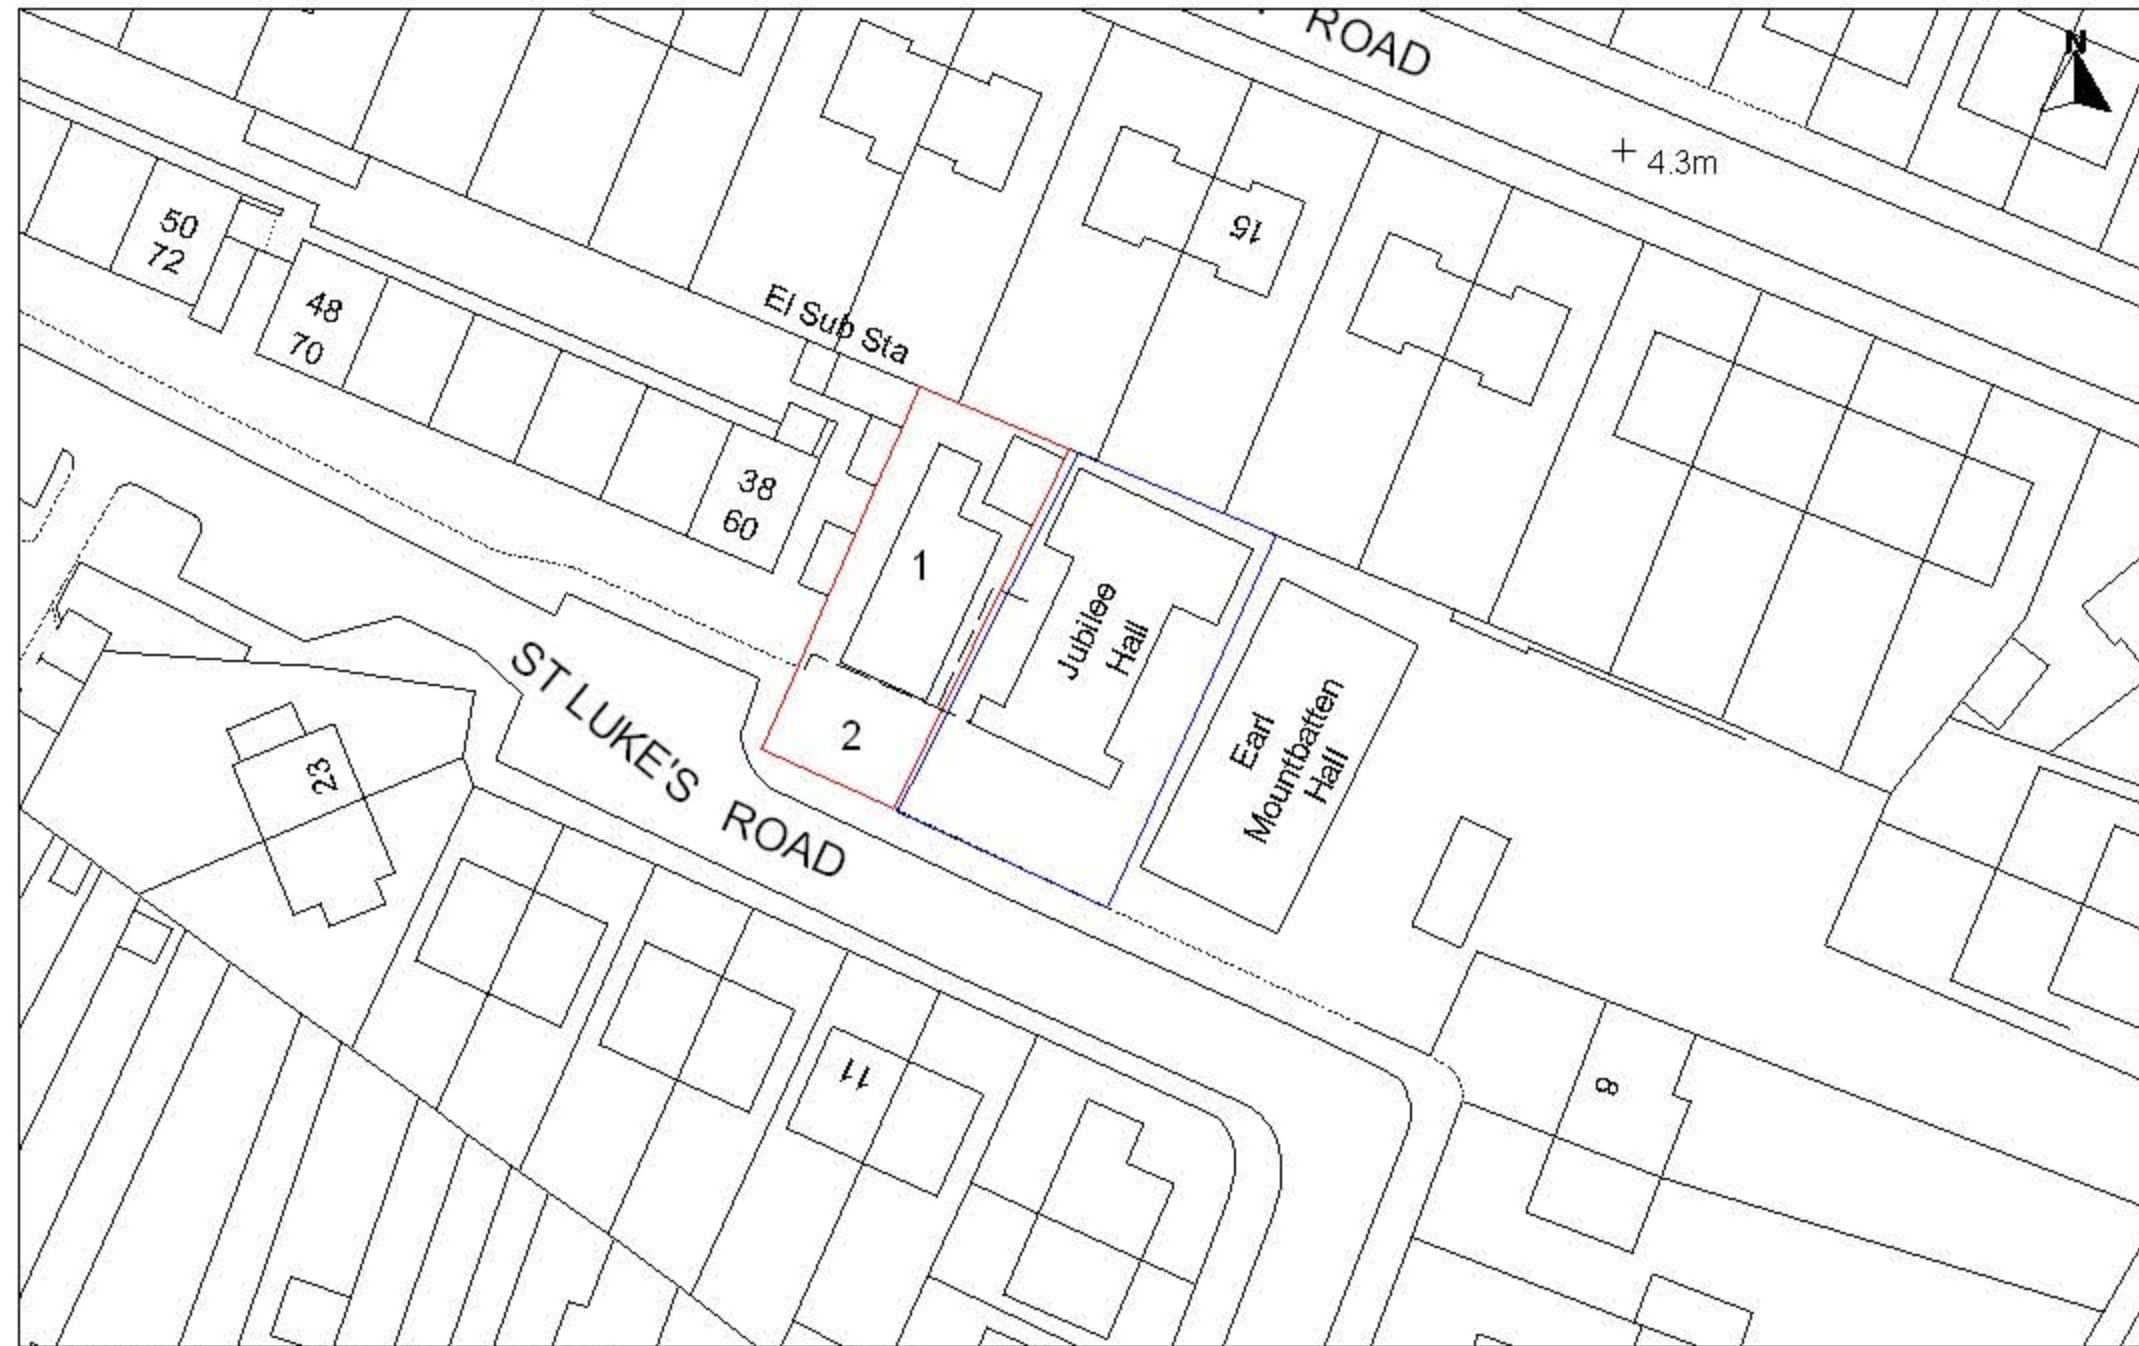 ROAD
N
4.3m
50
72
15
48
70
El Sub Sta
38
60
1
Jubilee
Hall
ST LUKE'S ROAD
2
Earl
Mountbatten
Hall
23
11
8